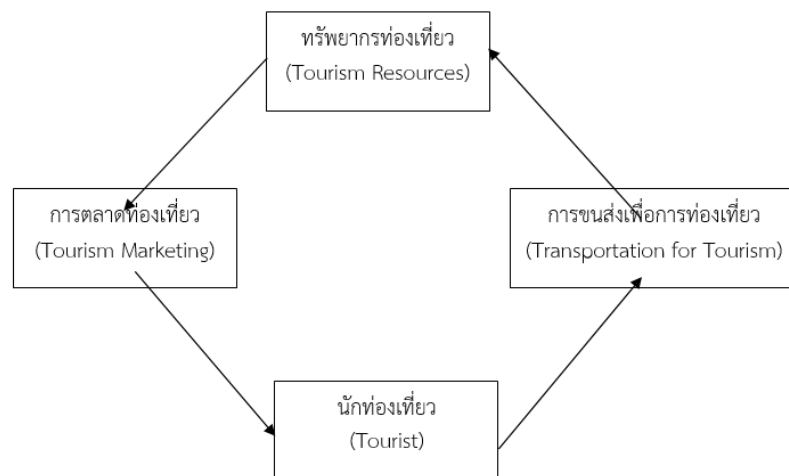 ทรัพยากรท่องเที่ยว
(Tourism Resources)
การตลาดท่องเที่ยว
(Tourism Marketing)
การขนส่งเพื่อการท่องเที่ยว
(Transportation for Tourism)
นักท่องเที่ยว
(Tourist)